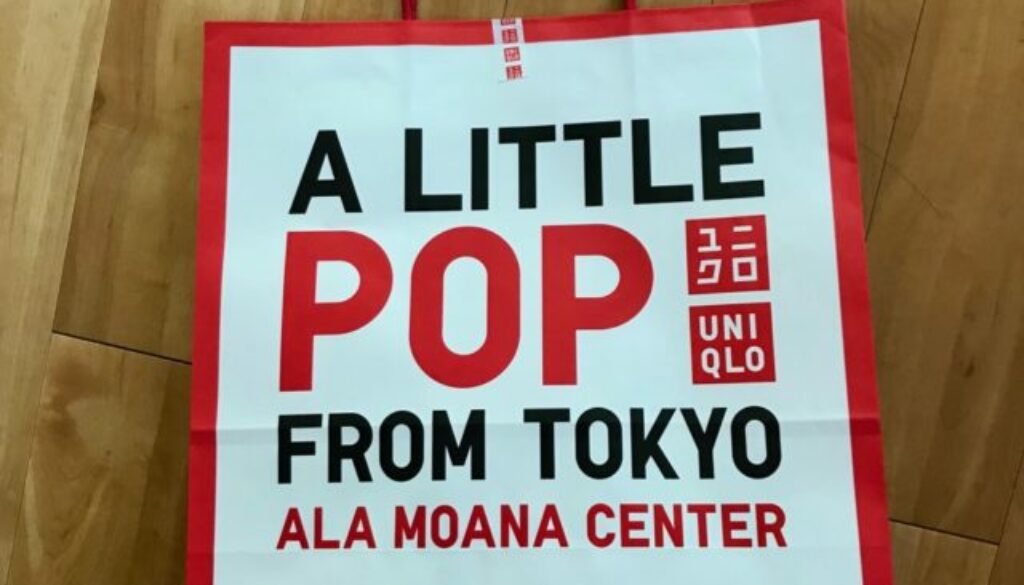 A LITTLE
POP
ユニ
クロ
UNI
QLO
FROM TOKYO
ALA MOANA CENTER